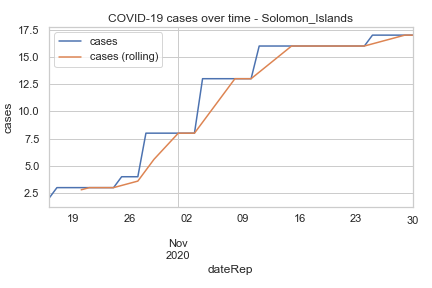 COVID-19 cases over time - Solomon_Islands
cases
cases (rolling)
17.5
15.0
12.5
10.0
7.5
5.0
2.5
cases
19
26
02
09
16
23
30
Nov
2020
dateRep